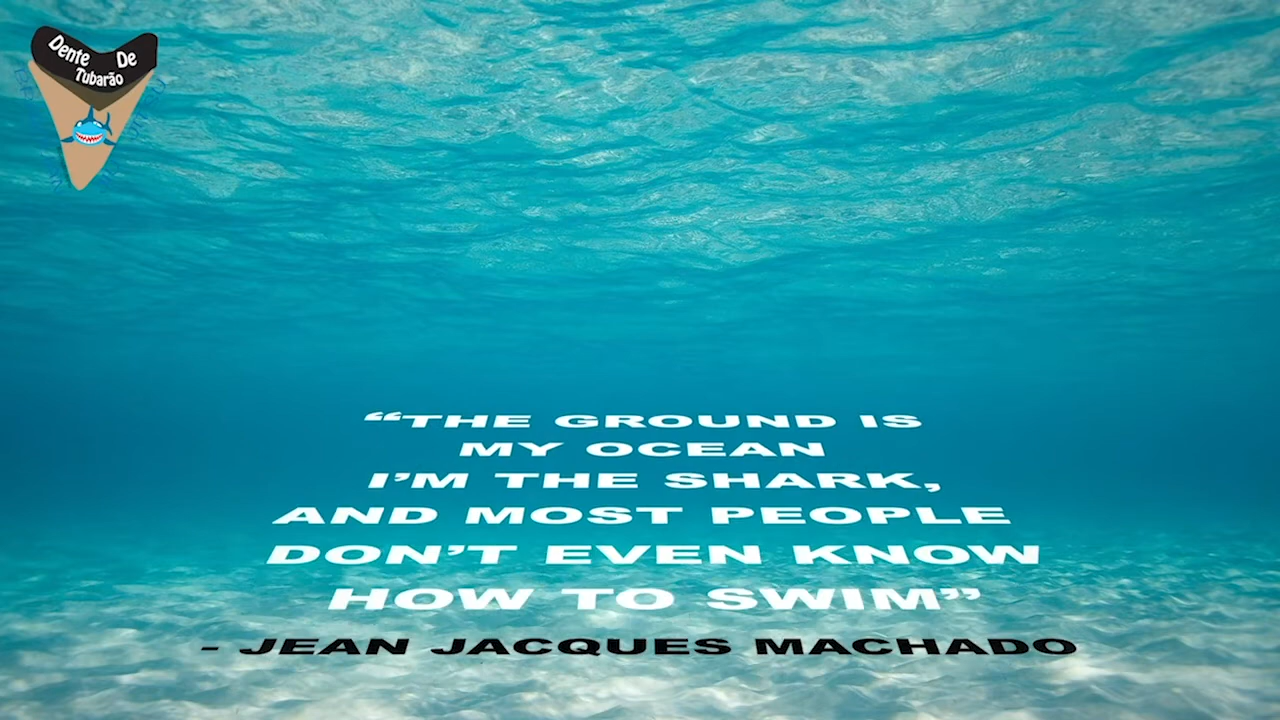 Dente De
Tubarão
“THE GROUND IS
MY OCEAN
I’M THE SHARK,
AND MOST PEOPLE
DON’T EVEN KNOW
HOW TO SWIM”
- JEAN JACQUES MACHADO